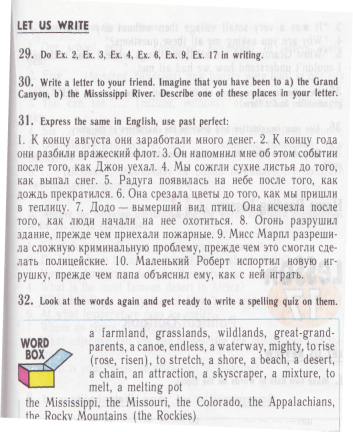 LET US WRITE
29. Do Ex. 2, Ex. 3, Ex. 4, Ex. 6, Ex. 9, Ex. 17 in writing.
30. Write a letter to your friend. Imagine that you have been to a) the Grand
Canyon, b) the Mississippi River. Describe one of these places in your letter.
31. Express the same in English, use past perfect:
1. К концу августа они заработали много денег. 2. К концу года
они разбили вражеский флот. 3. Он напомнил мне об этом событии
после того, как Джон уехал. 4. Мы сожгли сухие листья до того,
как выпал снег. 5. Радуга появилась на небе после того, как
дождь прекратился. 6. Она срезала цветы до того, как мы пришли
в теплицу. 7. Додо — вымерший вид птиц. Она исчезла после
того, как люди начали на нее охотиться. 8. Огонь разрушил
здание, прежде чем приехали пожарные. 9. Мисс Марпл разреши-
ла сложную криминальную проблему, прежде чем это смогли сде-
лать полицейские. 10. Маленький Роберт испортил новую иг-
рушку, прежде чем папа объяснил ему, как с ней играть.
32. Look at the words again and get ready to write a spelling quiz on them.
WORD
BOX
a farmland, grasslands, wildlands, great-grand-
parents, a canoe, endless, a waterway, mighty, to rise
(rose, risen), to stretch, a shore, a beach, a desert,
a chain, an attraction, a skyscraper, a mixture, to
melt, a melting pot
the Mississippi, the Missouri, the Colorado, the Appalachians,
the Rocky Mountains (the Rockies)